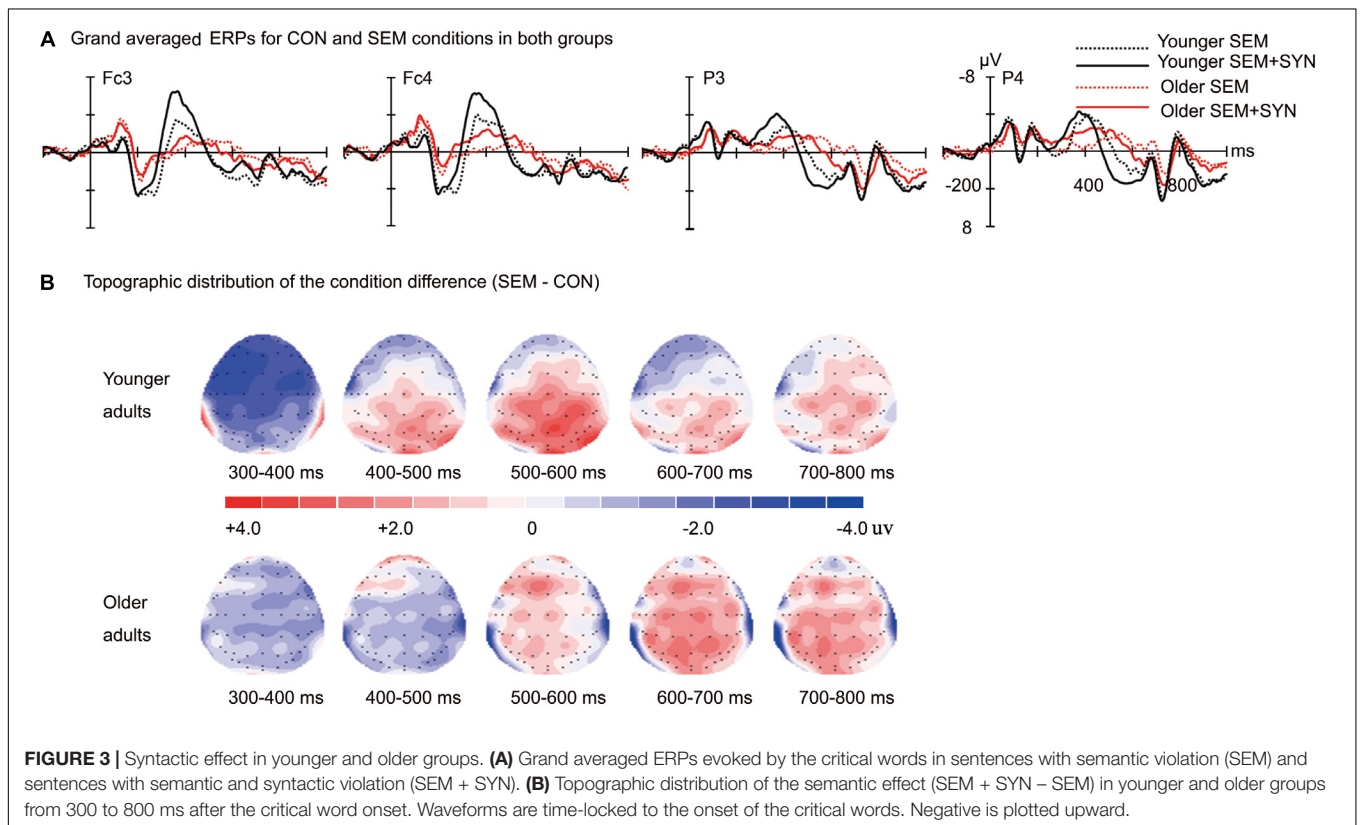 A Grand averaged ERPs for CON and SEM conditions in both groups
Fc3
Fc4
P3
µV
-8
P4
Younger SEM
Younger SEM+SYN
Older SEM
Older SEM+SYN
ms
-200
400
800
8
B Topographic distribution of the condition difference (SEM - CON)
Younger
adults
300-400 ms
400-500 ms
500-600 ms
600-700 ms
700-800 ms
+4.0
+2.0
0
-2.0
-4.0 uv
Older
adults
300-400 ms
400-500 ms
500-600 ms
600-700 ms
700-800 ms
FIGURE 3 | Syntactic effect in younger and older groups. (A) Grand averaged ERPs evoked by the critical words in sentences with semantic violation (SEM) and
sentences with semantic and syntactic violation (SEM + SYN). (B) Topographic distribution of the semantic effect (SEM + SYN – SEM) in younger and older groups
from 300 to 800 ms after the critical word onset. Waveforms are time-locked to the onset of the critical words. Negative is plotted upward.